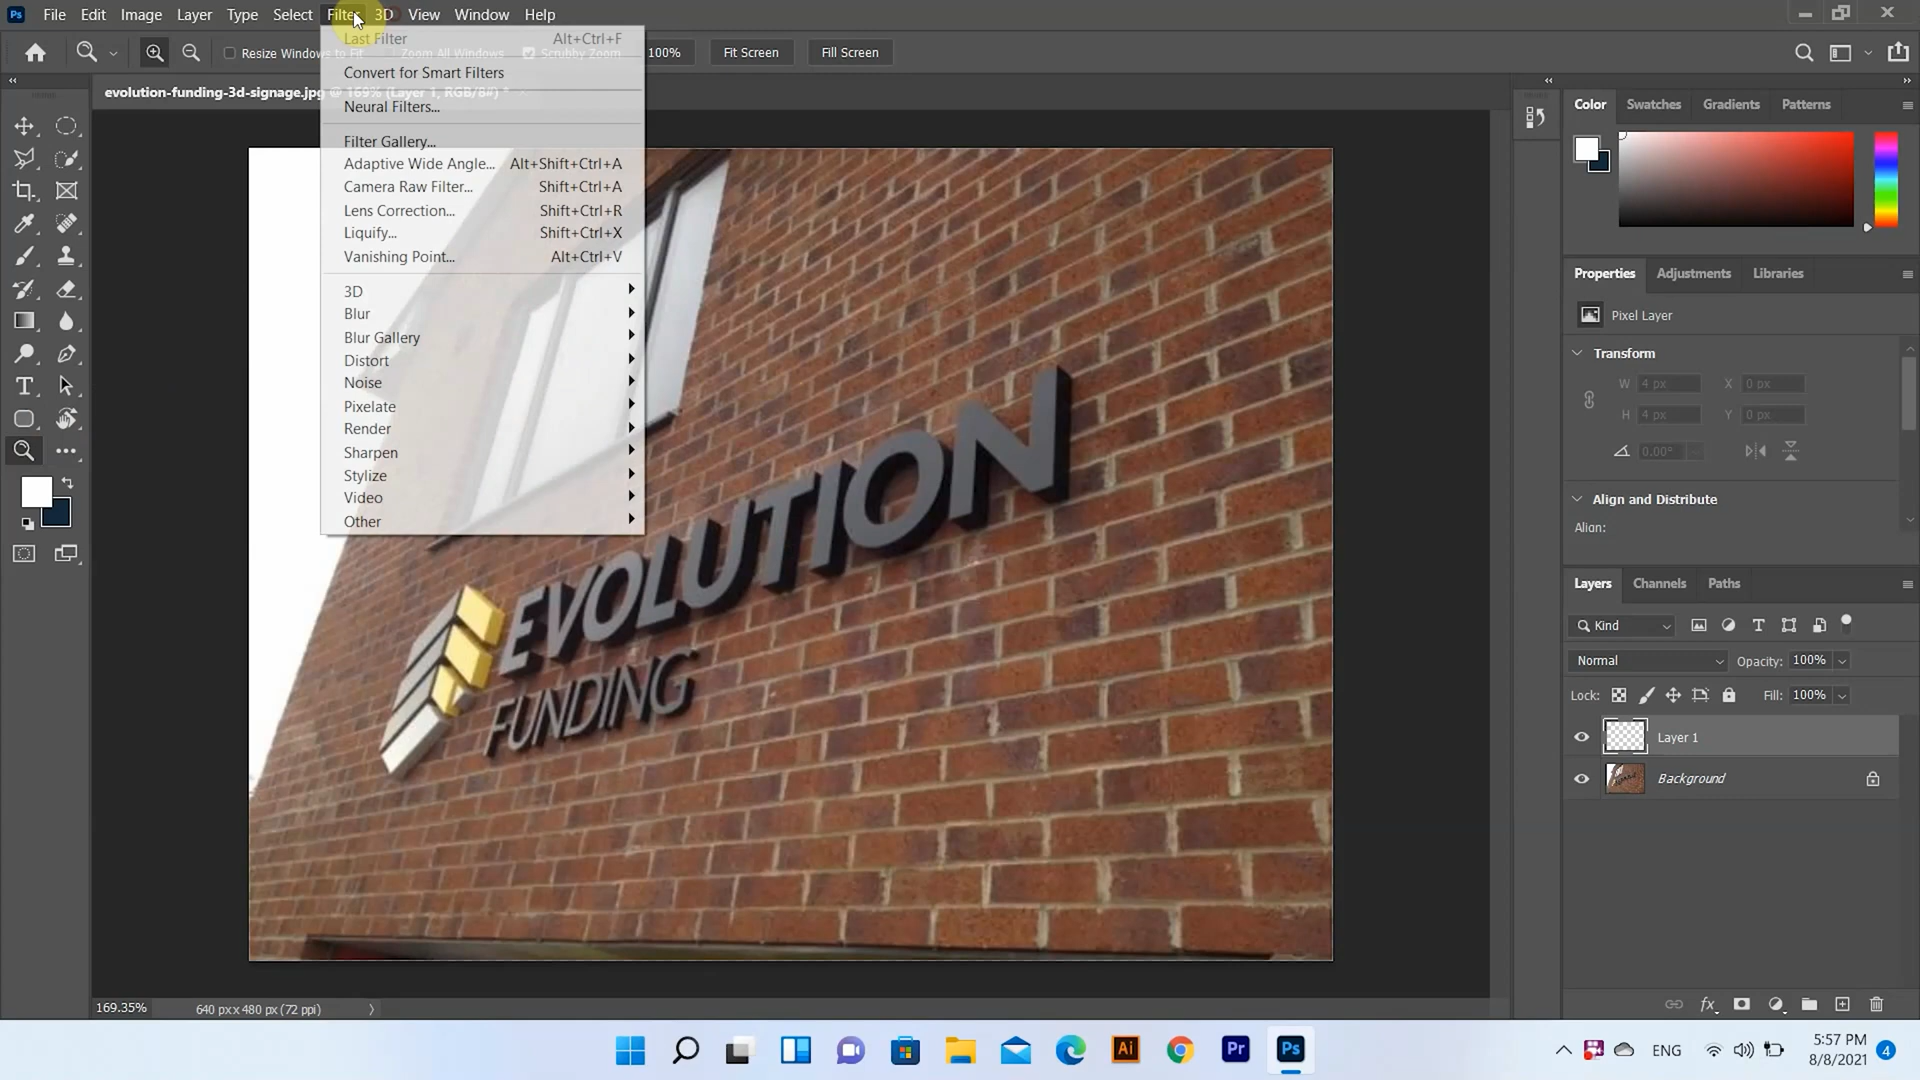 Ps File Edit Image Layer Type Select Filter 3D View Window Help
Resize Windows to Fit Zoom All Windows Scrubby Zoom 100% Fit Screen Fill Screen
evolution-funding-3d-signage.jpg @ 169% (Layer 1, RGB/8#) *
Last Filter Alt+Ctrl+F
Convert for Smart Filters
Neural Filters...
Filter Gallery...
Adaptive Wide Angle... Alt+Shift+Ctrl+A
Camera Raw Filter... Shift+Ctrl+A
Lens Correction... Shift+Ctrl+R
Liquify... Shift+Ctrl+X
Vanishing Point... Alt+Ctrl+V
3D
Blur
Blur Gallery
Distort
Noise
Pixelate
Render
Sharpen
Stylize
Video
Other
EVOLUTION
FUNDING
Color Swatches Gradients Patterns
Properties Adjustments Libraries
Pixel Layer
Transform
W 4 px X 0 px
H 4 px Y 0 px
0.00°
Align and Distribute
Align:
Layers Channels Paths
Kind
Normal Opacity: 100%
Lock: Fill: 100%
Layer 1
Background
fx
169.35% 640 px x 480 px (72 ppi)
Ai Pr Ps
ENG
5:57 PM
8/8/2021
4